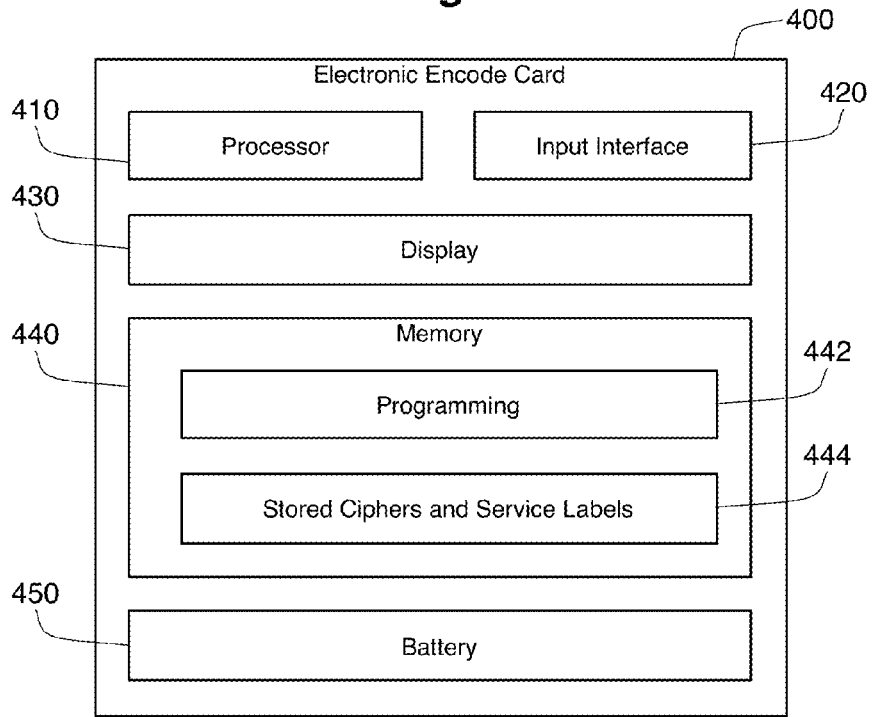 400
Electronic Encode Card
410
420
Processor
Input Interface
430
Display
440
Memory
442
Programming
444
Stored Ciphers and Service Labels
450
Battery